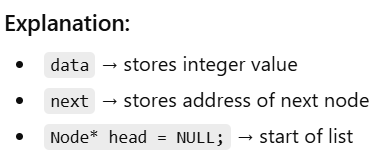 Explanation:
• data → stores integer value
• next → stores address of next node
• Node* head = NULL; → start of list